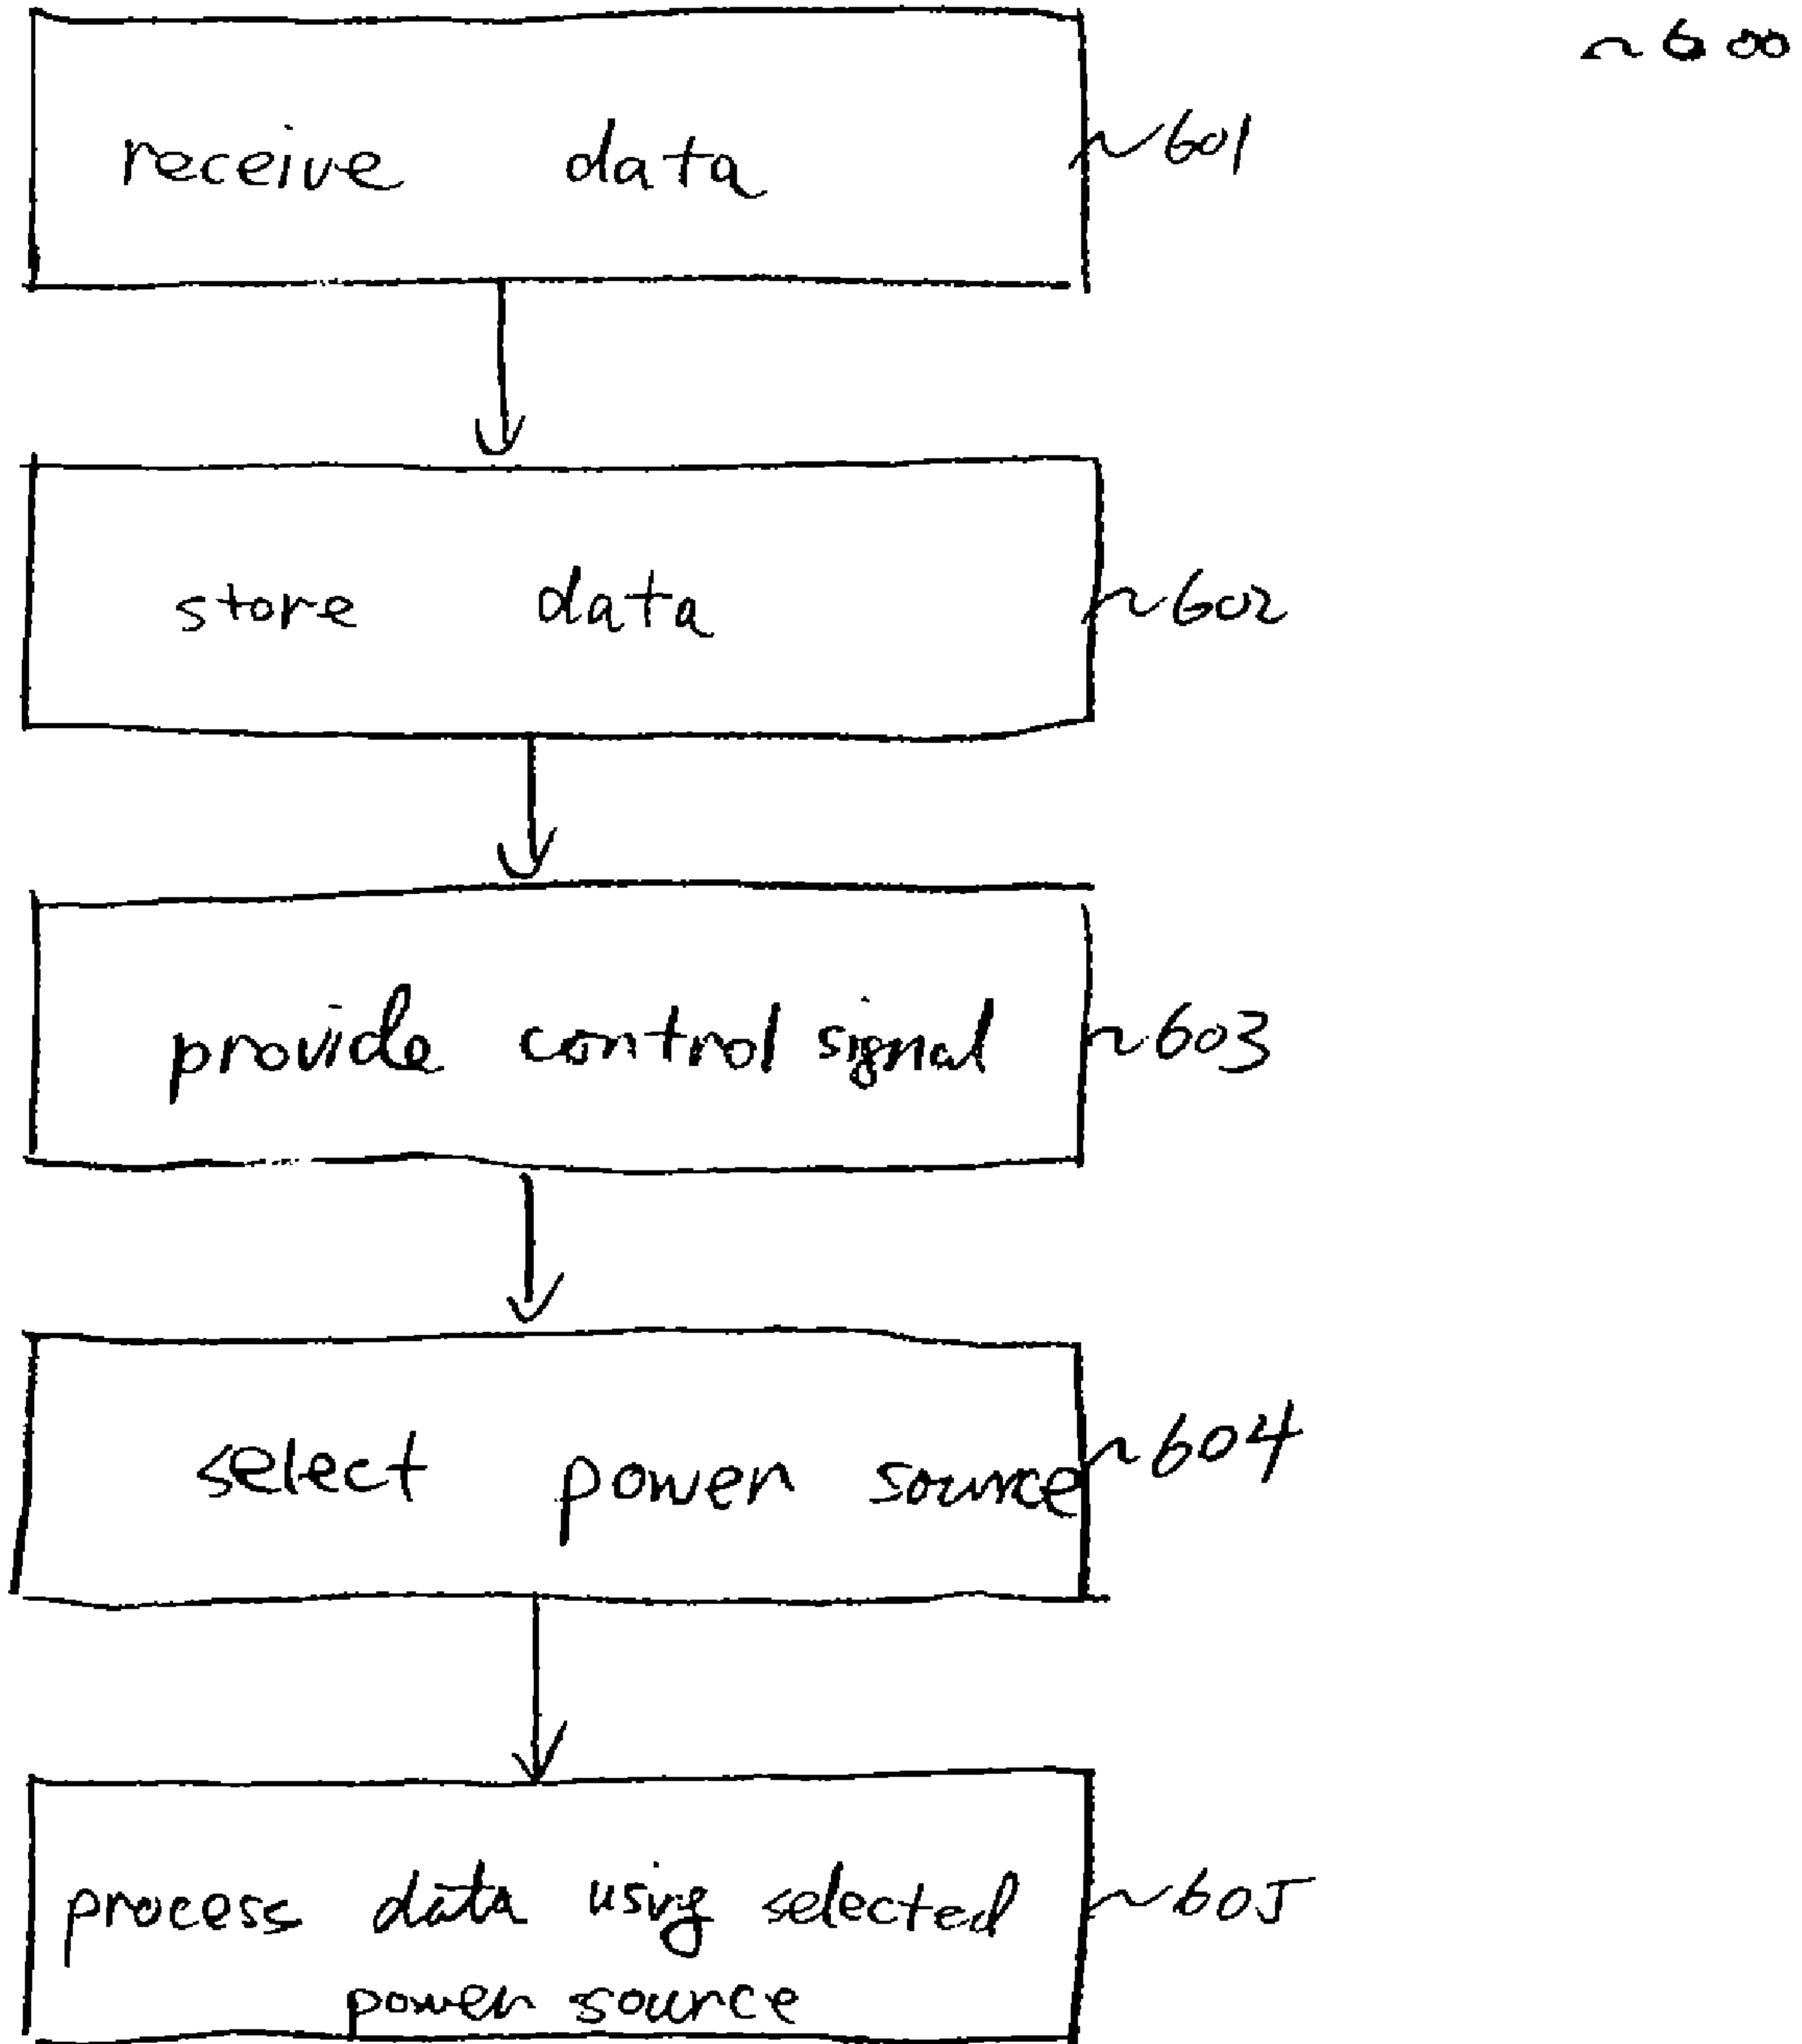 ~600
receive data ~601
store data ~602
provide control signal ~603
select power source ~604
process data using selected ~605
power source